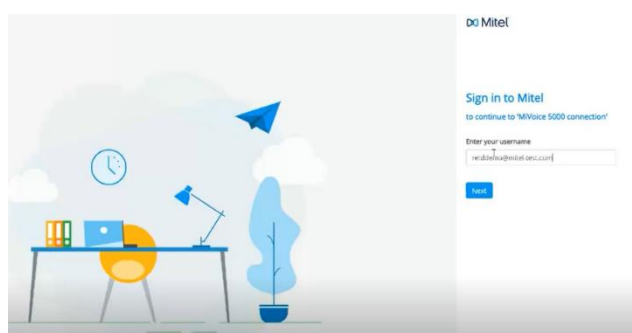 Mitel
Sign in to Mitel
to continue to 'MiVoice 5000 connection'
Enter your username
Next